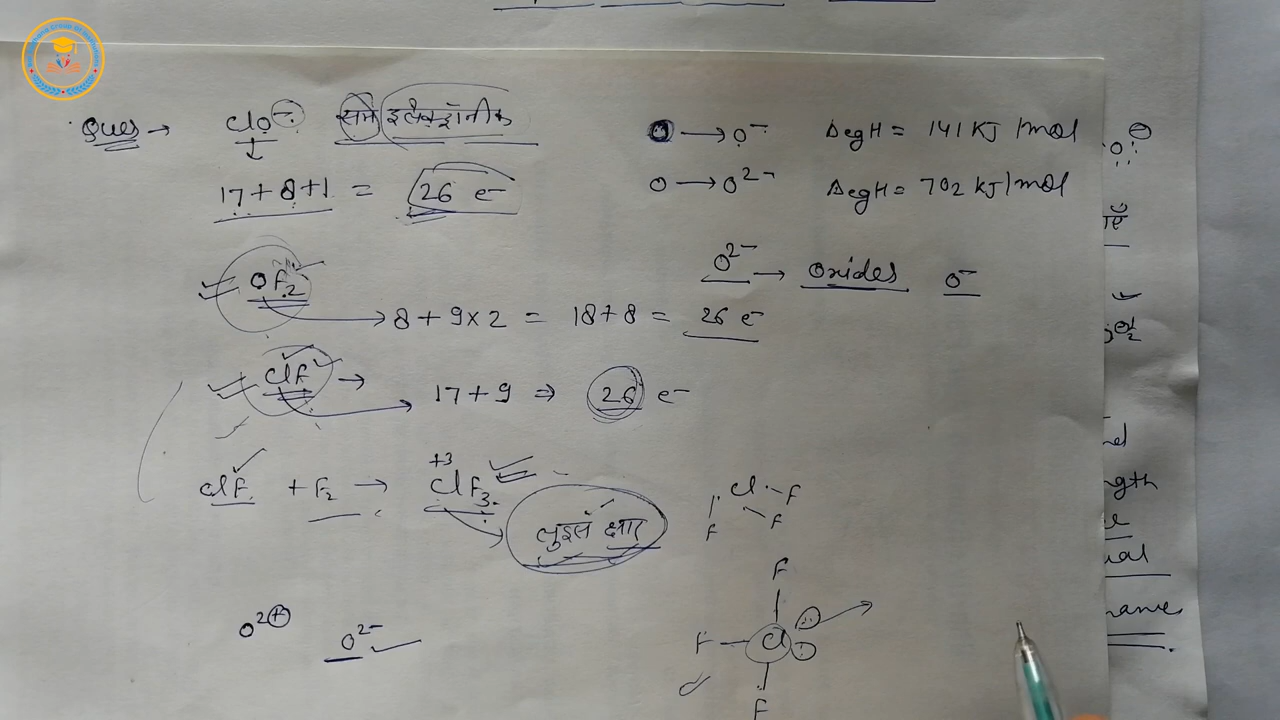 Ques → ClO⁻ सम इलेक्ट्रॉनीक
17+8+1 = 26 e⁻
O → O⁻ ΔegH = 141 KJ/mol
O → O²⁻ ΔegH = 702 KJ/mol
O²⁻ → Oxides O⁻
OF₂
→ 8+9×2 = 18+8 = 26 e⁻
ClF →
→ 17+9 ⇒ 26 e⁻
+3
ClF + F₂ → ClF₃
लुइस क्षार
Cl F
F F
F
F Cl
F
O²⁺ O²⁻